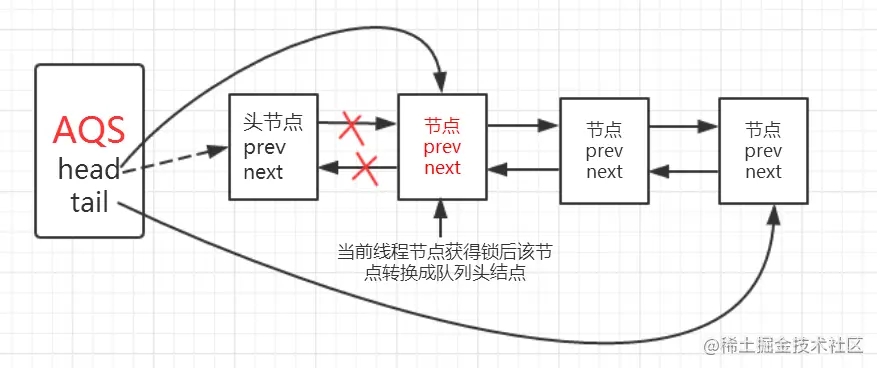 AQS
head
tail
头节点
prev
next
节点
prev
next
节点
prev
next
节点
prev
next
当前线程节点获得锁后该节
点转换成队列头结点
@稀土掘金技术社区